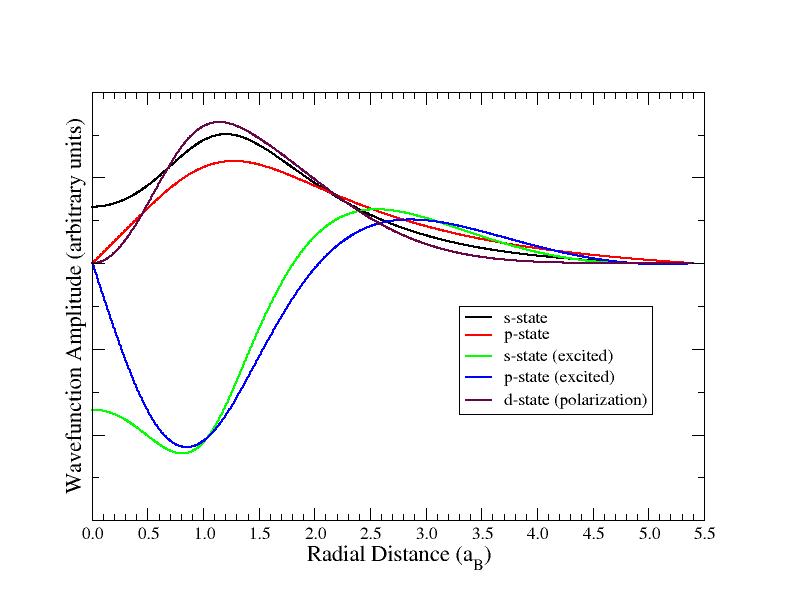 Wavefunction Amplitude (arbitrary units)
s-state
p-state
s-state (excited)
p-state (excited)
d-state (polarization)
0.0 0.5 1.0 1.5 2.0 2.5 3.0 3.5 4.0 4.5 5.0 5.5
Radial Distance (a_B)